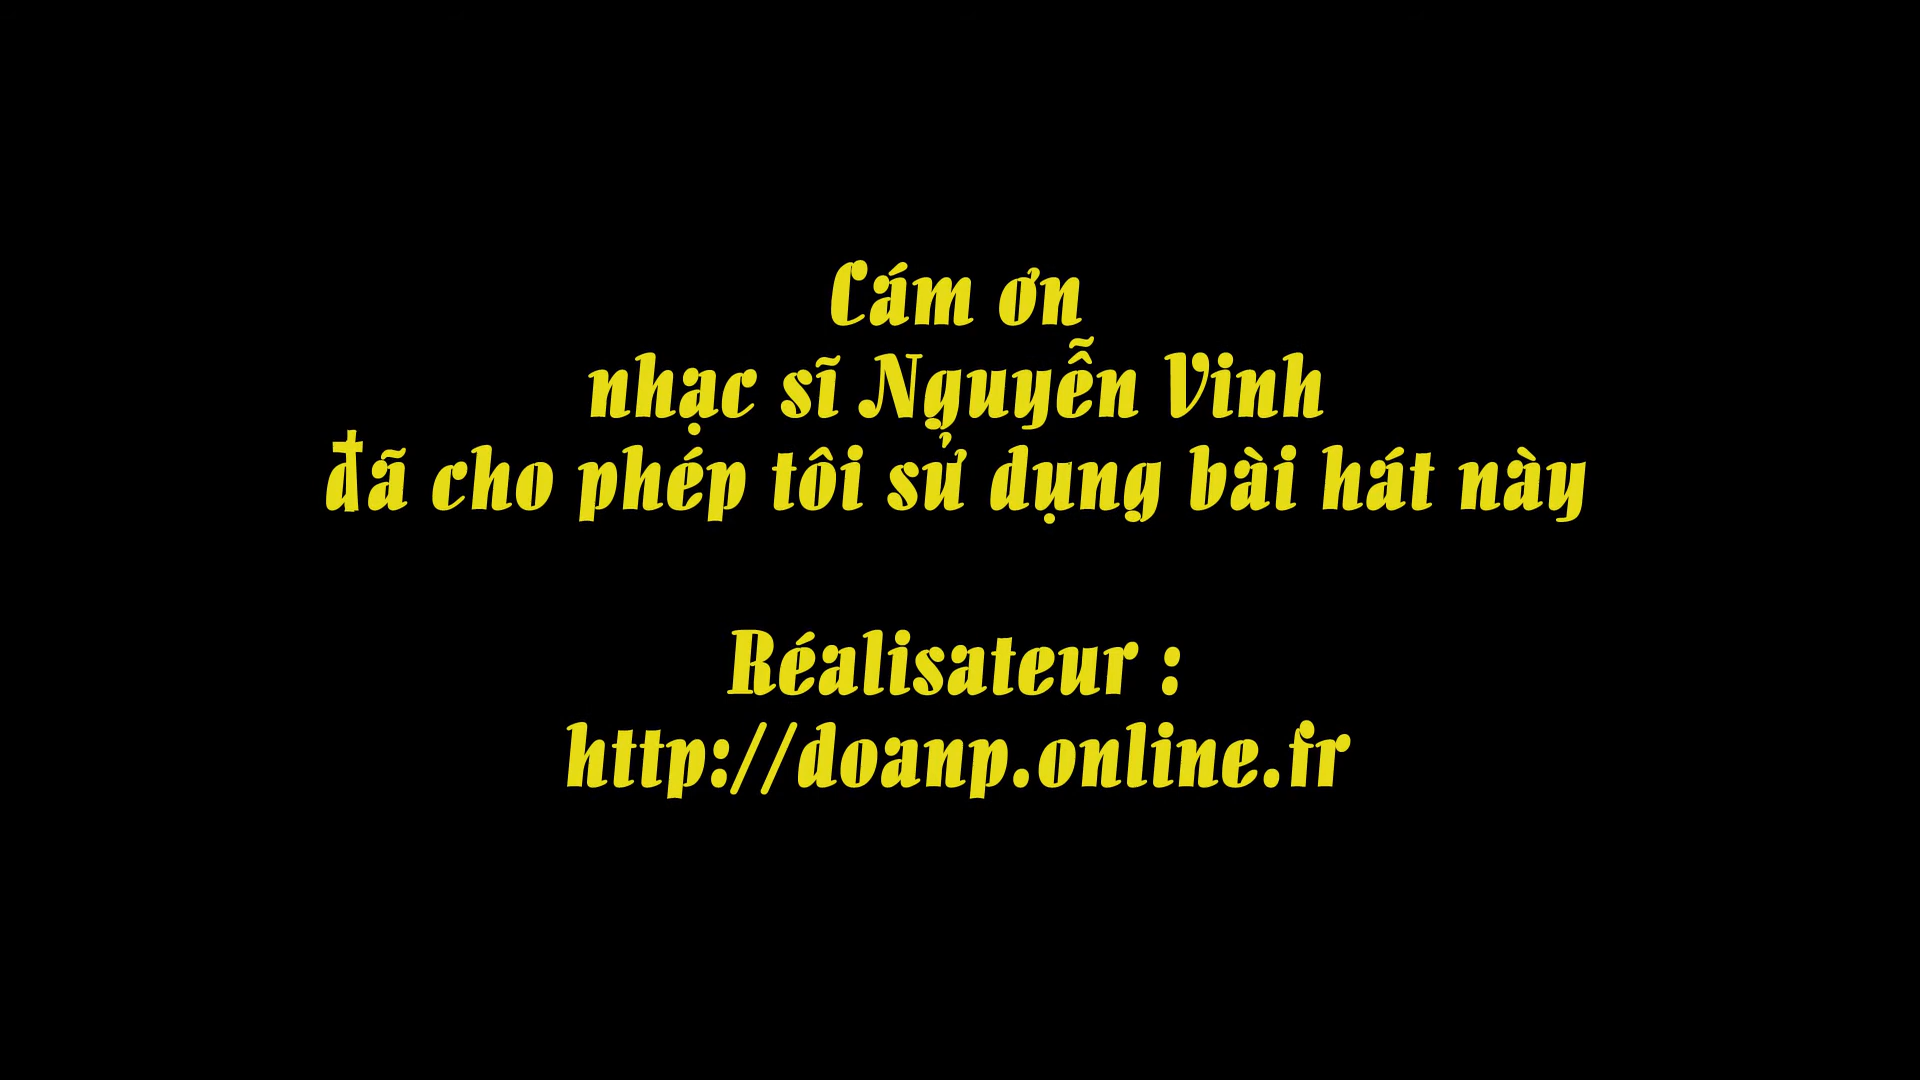 Cám ơn
nhạc sĩ Nguyễn Vinh
đã cho phép tôi sử dụng bài hát này
Réalisateur :
http://doanp.online.fr